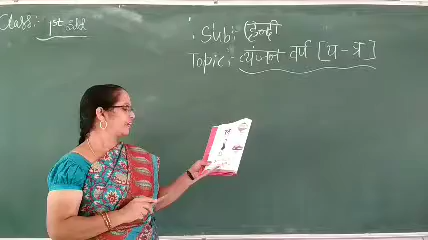 Class:- 1st Std
Sub:- हिन्दी
Topic:- व्यंजन वर्ण [य - त्र]